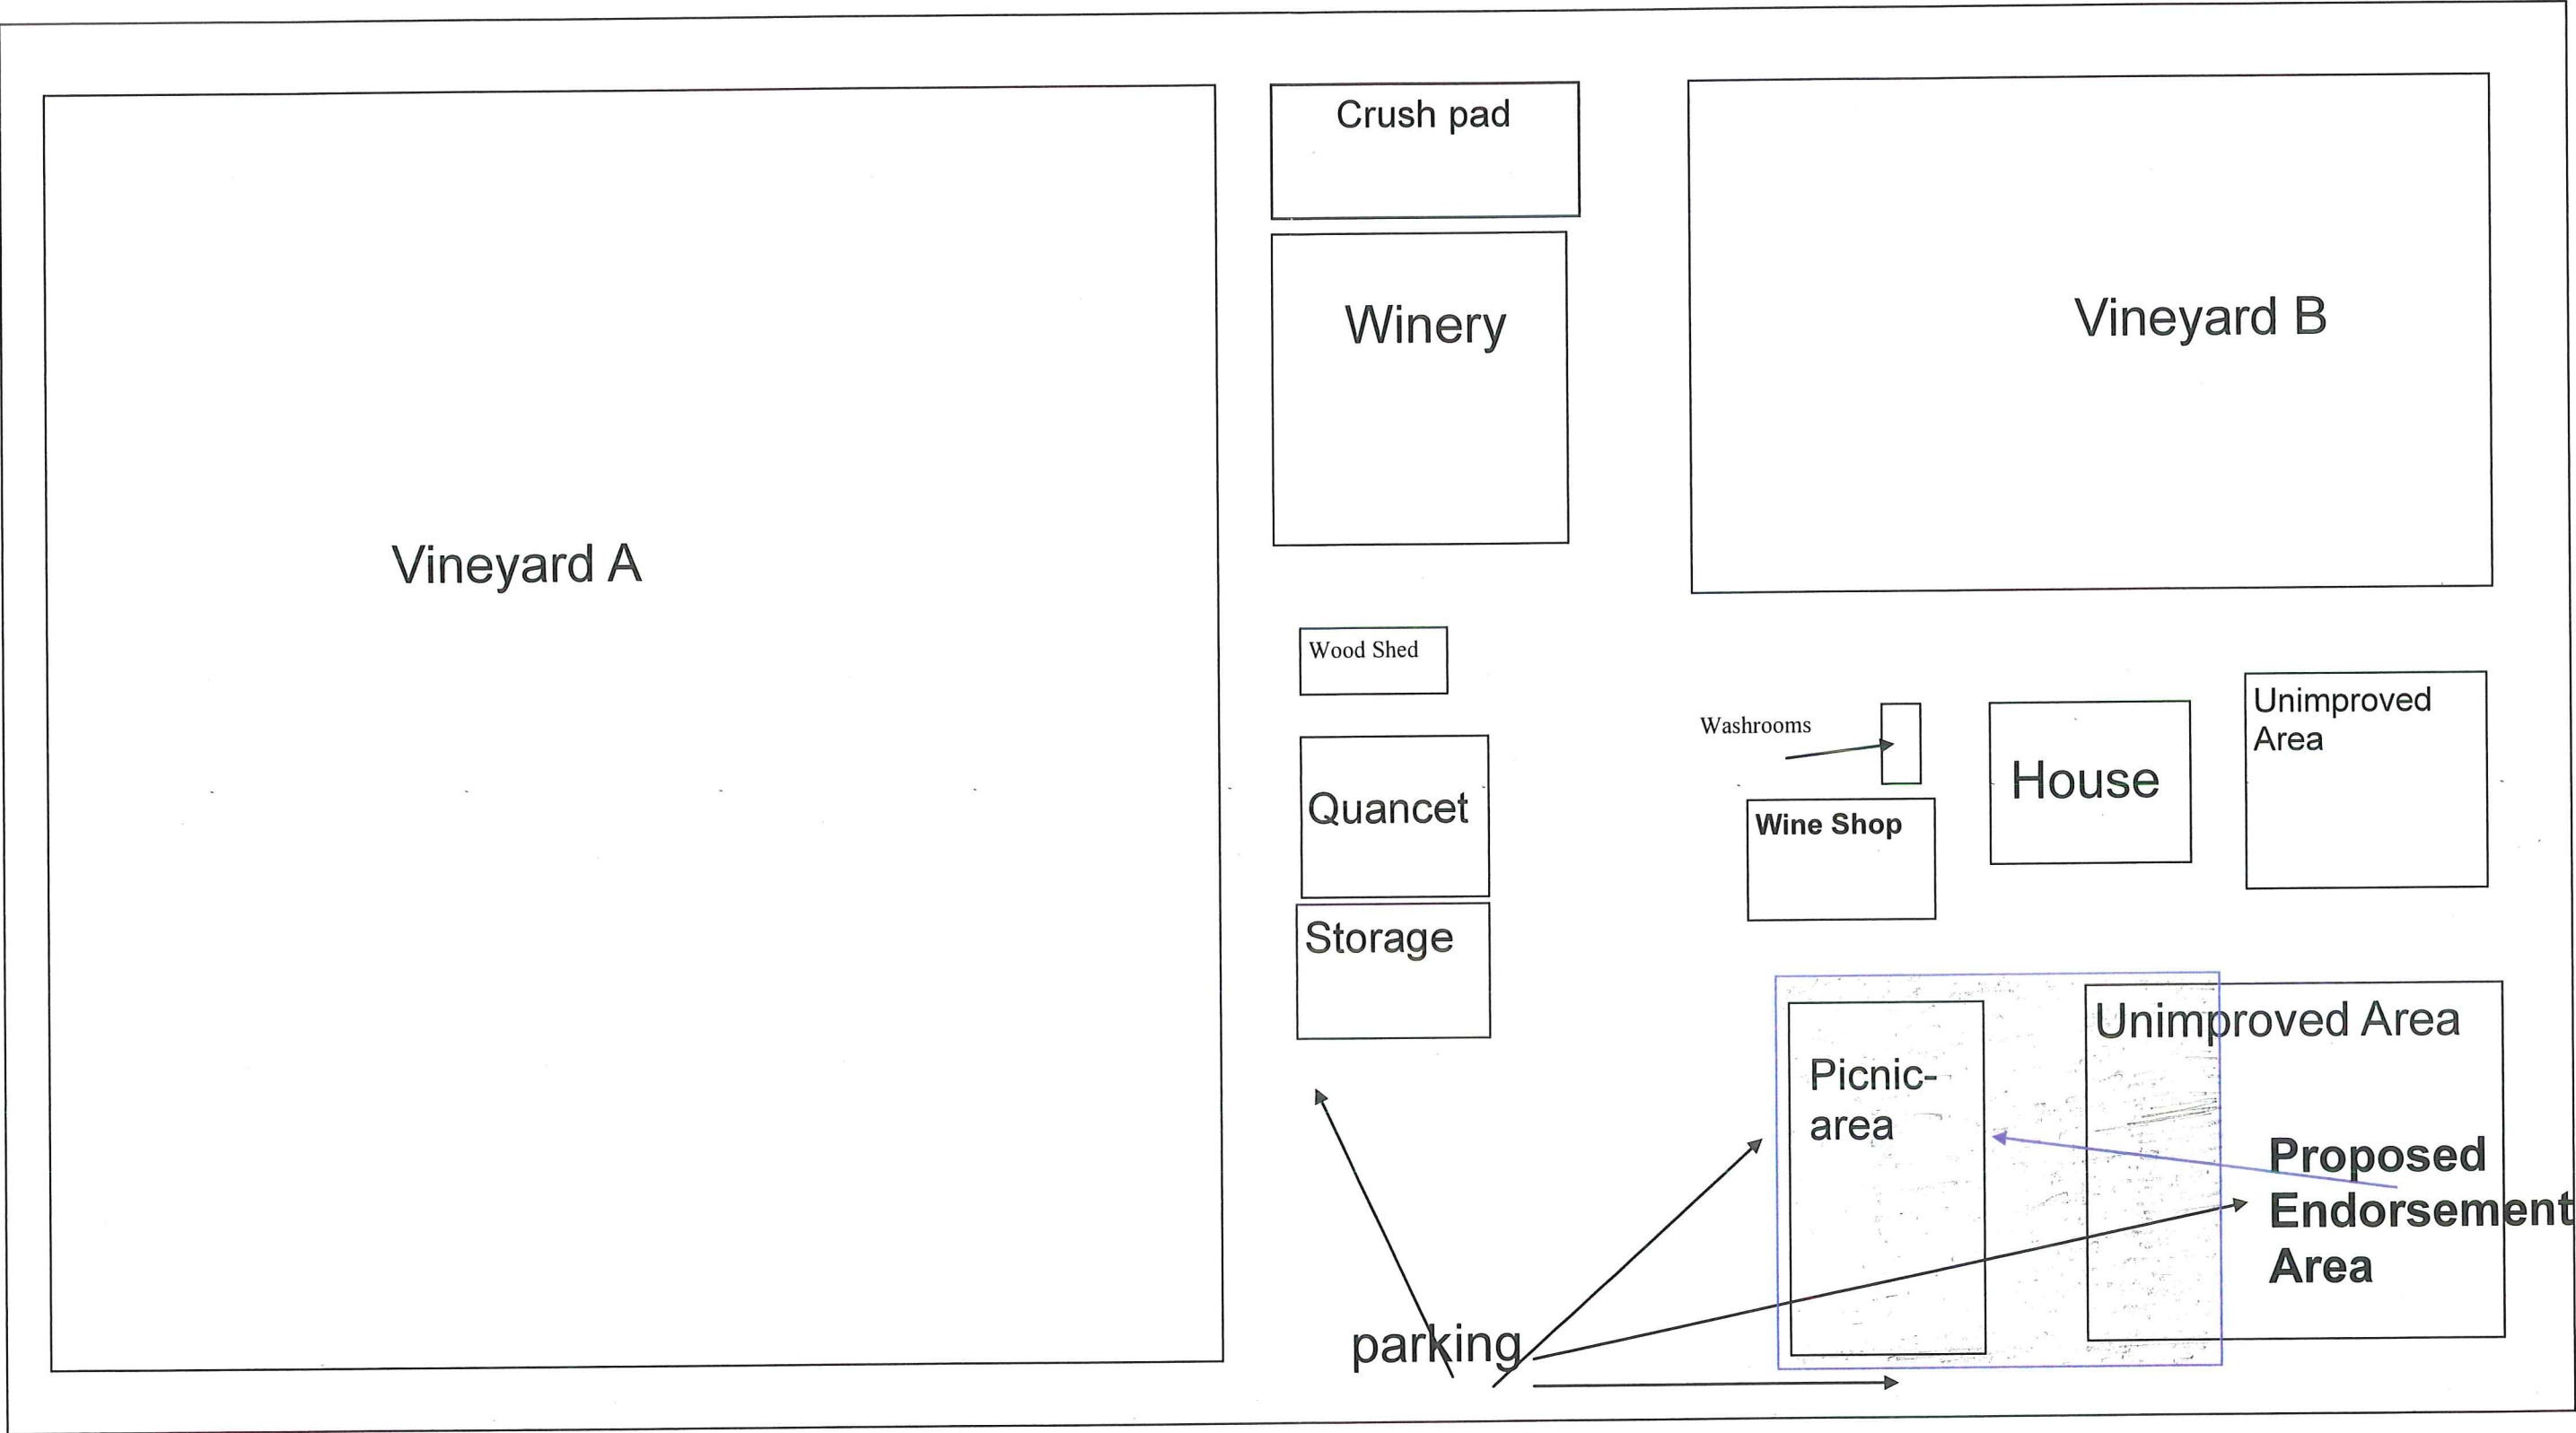 Crush pad
Winery
Vineyard B
Vineyard A
Wood Shed
Washrooms
Unimproved
Area
House
Quancet
Wine Shop
Storage
Unimproved Area
Picnic-
area
Proposed
Endorsement
Area
parking